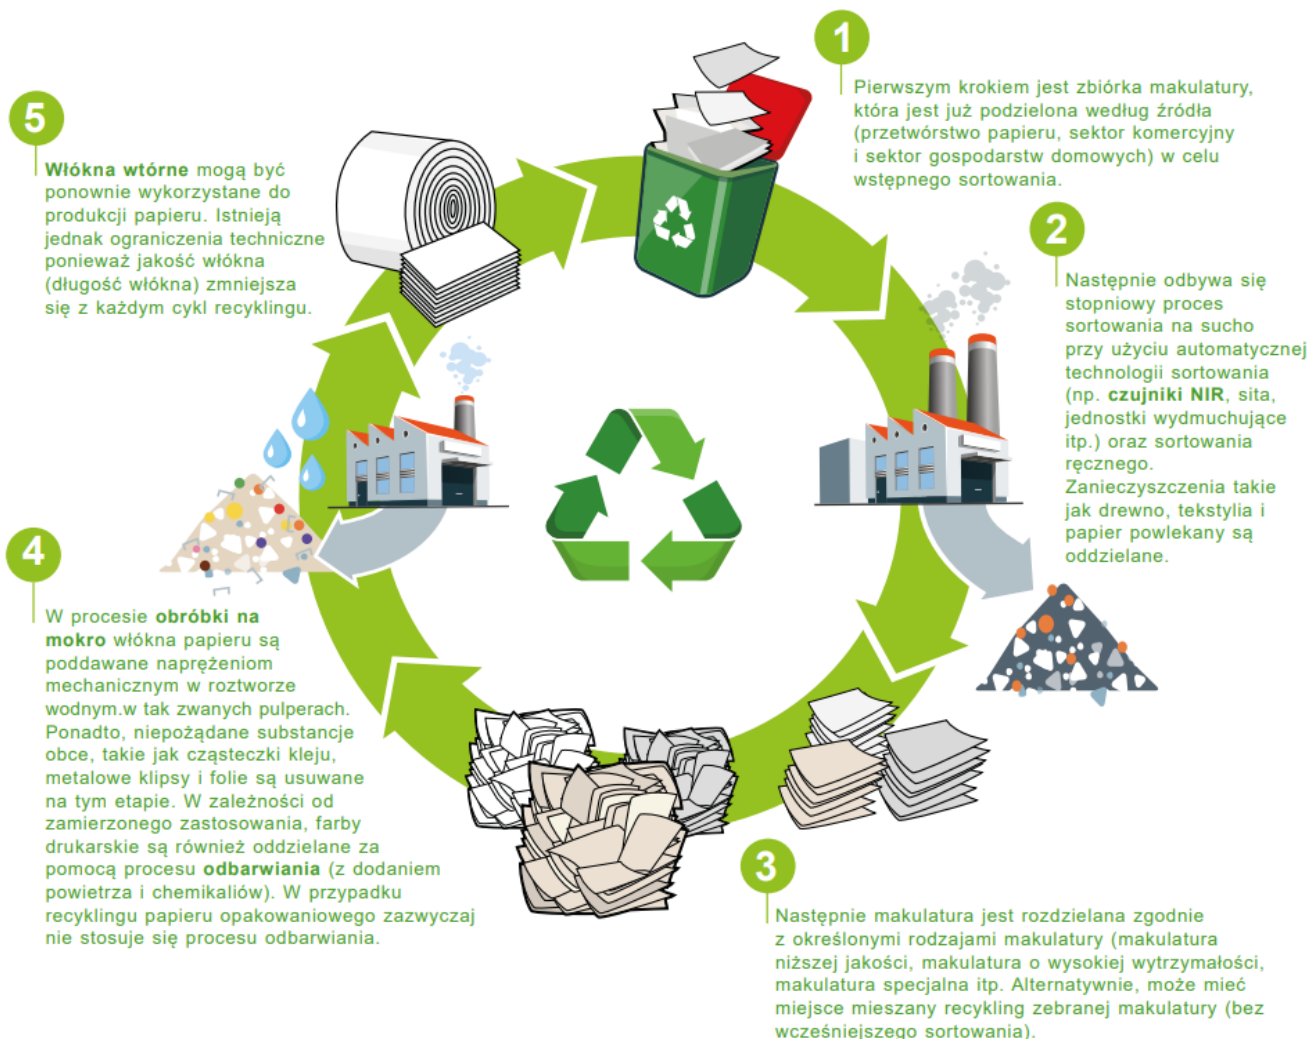 1
Pierwszym krokiem jest zbiórka makulatury,
która jest już podzielona według źródła
(przetwórstwo papieru, sektor komercyjny
i sektor gospodarstw domowych) w celu
wstępnego sortowania.
2
Następnie odbywa się
stopniowy proces
sortowania na sucho
przy użyciu automatycznej
technologii sortowania
(np. czujniki NIR, sita,
jednostki wydmuchujące
itp.) oraz sortowania
ręcznego.
Zanieczyszczenia takie
jak drewno, tekstylia i
papier powlekany są
oddzielane.
3
Następnie makulatura jest rozdzielana zgodnie
z określonymi rodzajami makulatury (makulatura
niższej jakości, makulatura o wysokiej wytrzymałości,
makulatura specjalna itp. Alternatywnie, może mieć
miejsce mieszany recykling zebranej makulatury (bez
wcześniejszego sortowania).
4
W procesie obróbki na
mokro włókna papieru są
poddawane naprężeniom
mechanicznym w roztworze
wodnym.w tak zwanych pulperach.
Ponadto, niepożądane substancje
obce, takie jak cząsteczki kleju,
metalowe klipsy i folie są usuwane
na tym etapie. W zależności od
zamierzonego zastosowania, farby
drukarskie są również oddzielane za
pomocą procesu odbarwiania (z dodaniem
powietrza i chemikaliów). W przypadku
recyklingu papieru opakowaniowego zazwyczaj
nie stosuje się procesu odbarwiania.
5
Włókna wtórne mogą być
ponownie wykorzystane do
produkcji papieru. Istnieją
jednak ograniczenia techniczne
ponieważ jakość włókna
(długość włókna) zmniejsza
się z każdym cykl recyklingu.